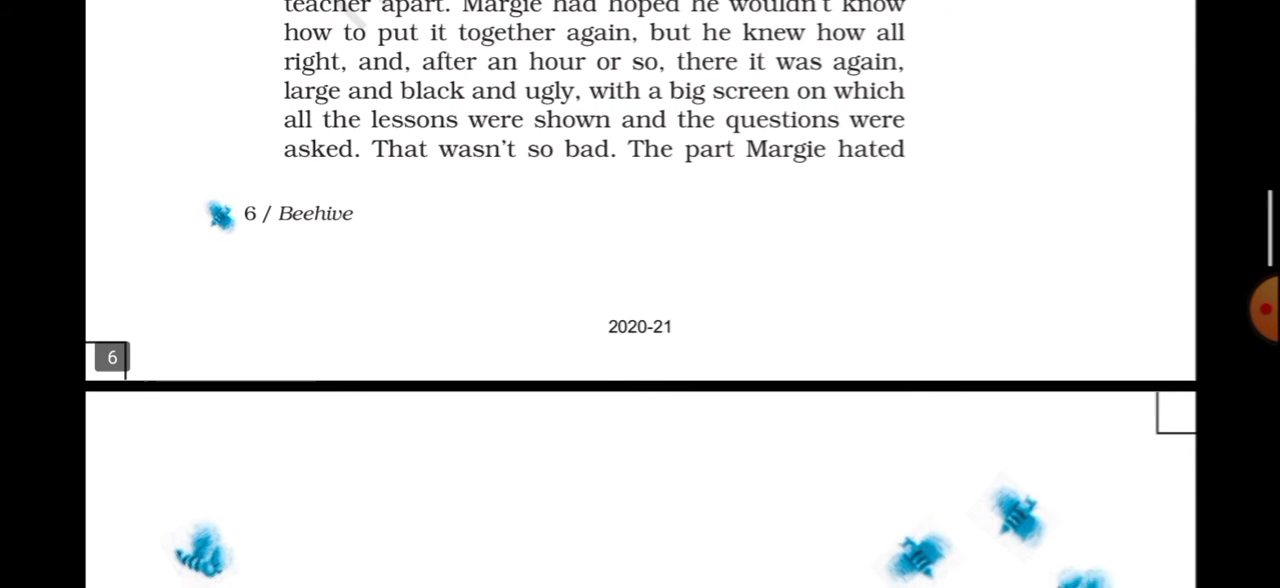 teacher apart. Margie had hoped he wouldn't know
how to put it together again, but he knew how all
right, and, after an hour or so, there it was again,
large and black and ugly, with a big screen on which
all the lessons were shown and the questions were
asked. That wasn't so bad. The part Margie hated
6 / Beehive
2020-21
6